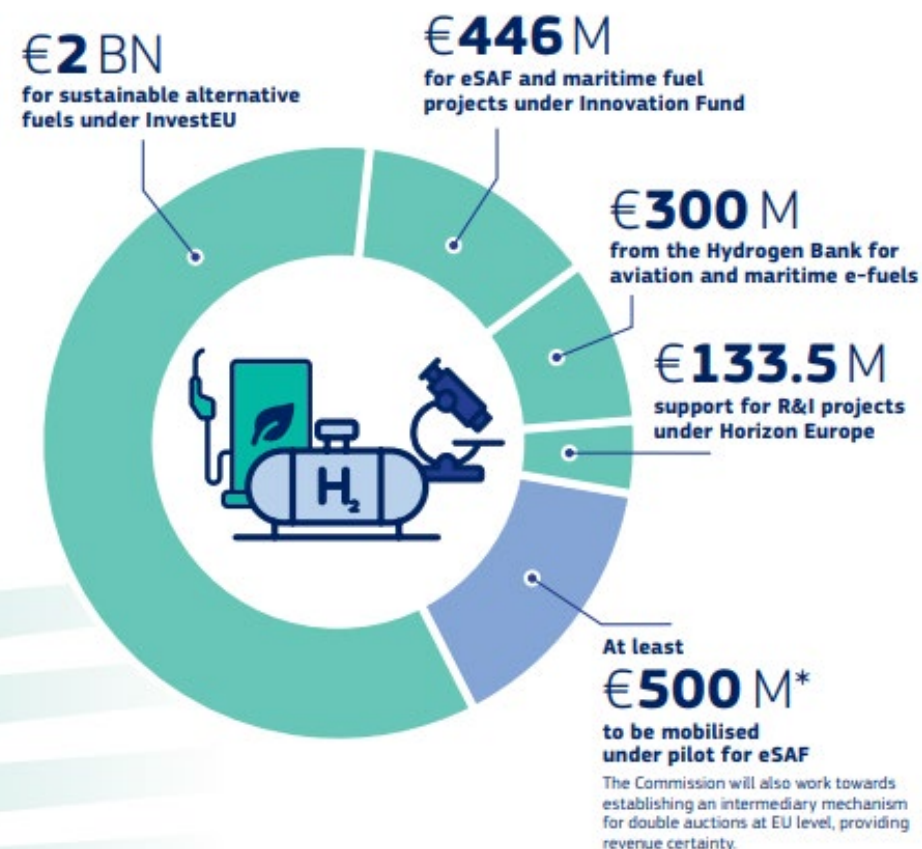 €2 BN
for sustainable alternative
fuels under InvestEU
€446 M
for eSAF and maritime fuel
projects under Innovation Fund
€300 M
from the Hydrogen Bank for
aviation and maritime e-fuels
€133.5 M
support for R&I projects
under Horizon Europe
H₂
At least
€500 M*
to be mobilised
under pilot for eSAF
The Commission will also work towards
establishing an intermediary mechanism
for double auctions at EU level, providing
revenue certainty.